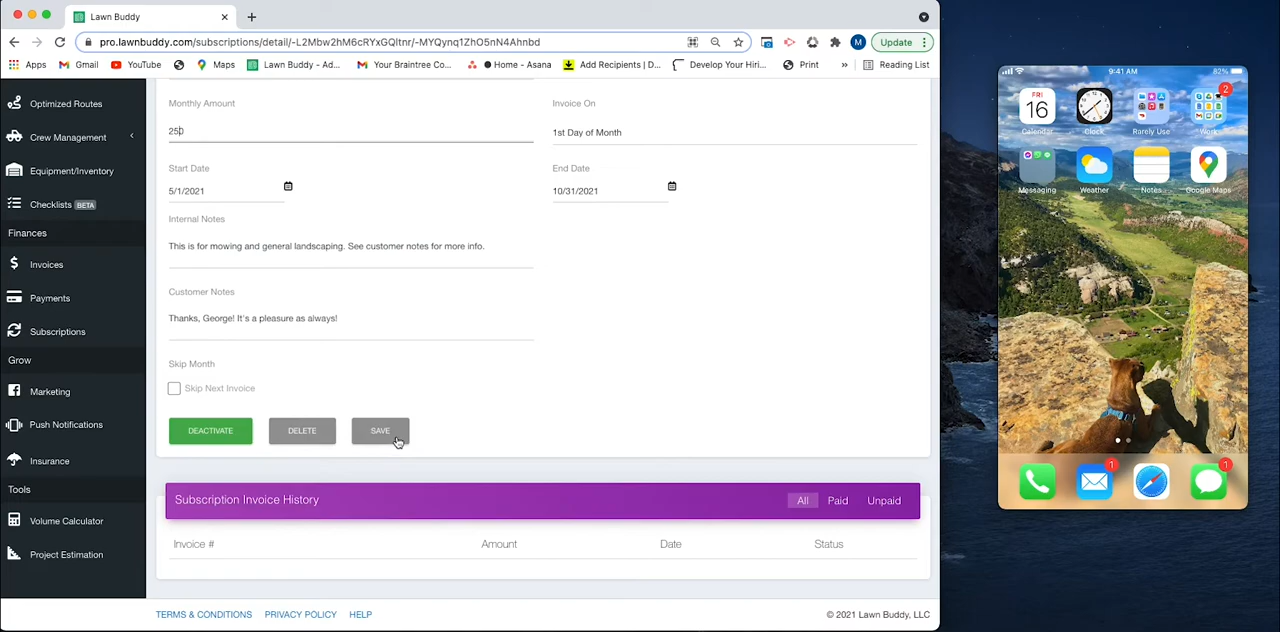 Lawn Buddy
pro.lawnbuddy.com/subscriptions/detail/-L2Mbw2hM6cRYxGQltnr/-MYQynq1ZhO5nN4Ahnbd
M
Update
Apps
Gmail
YouTube
Maps
Lawn Buddy - Ad...
Your Braintree Co...
Home - Asana
Add Recipients | D...
Develop Your Hiri...
Print
»
Reading List
Optimized Routes
Crew Management
Equipment/Inventory
Checklists BETA
Finances
Invoices
Payments
Subscriptions
Grow
Marketing
Push Notifications
Insurance
Tools
Volume Calculator
Project Estimation
Monthly Amount
250
Invoice On
1st Day of Month
Start Date
5/1/2021
End Date
10/31/2021
Internal Notes
This is for mowing and general landscaping. See customer notes for more info.
Customer Notes
Thanks, George! It's a pleasure as always!
Skip Month
Skip Next Invoice
DEACTIVATE
DELETE
SAVE
Subscription Invoice History
All
Paid
Unpaid
Invoice #
Amount
Date
Status
TERMS & CONDITIONS
PRIVACY POLICY
HELP
© 2021 Lawn Buddy, LLC
9:41 AM
82%
FRI
16
2
Calendar
Clock
Rarely Use
Work
Messaging
Weather
Notes
Google Maps
1
1